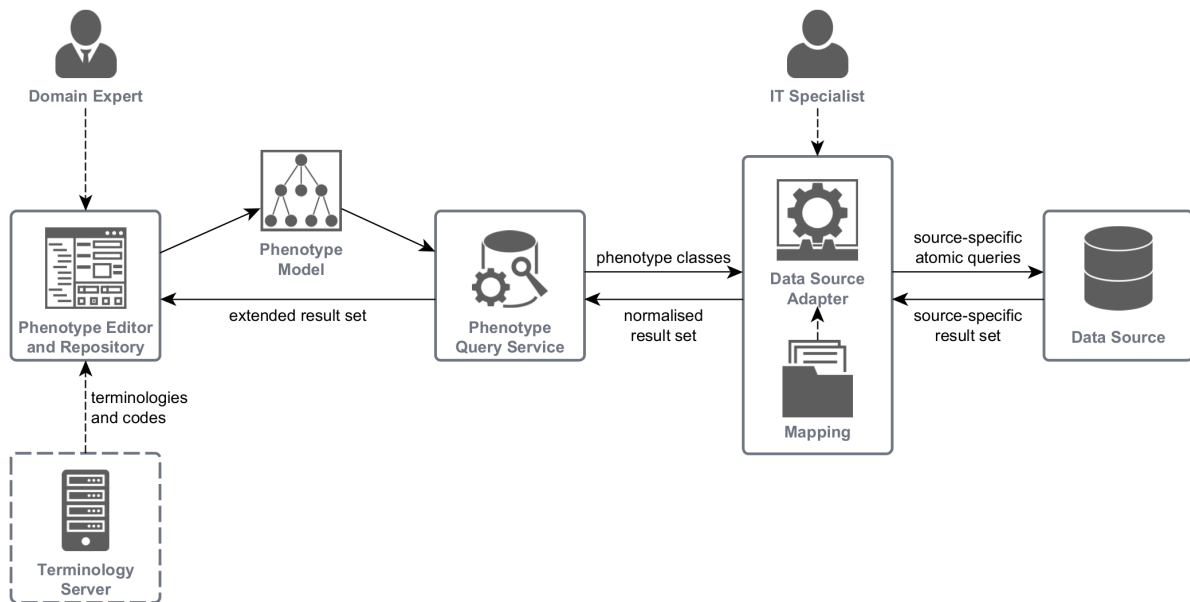 Domain Expert
IT Specialist
Phenotype
Model
Phenotype Editor
and Repository
extended result set
Phenotype
Query Service
phenotype classes
normalised
result set
Data Source
Adapter
Mapping
source-specific
atomic queries
source-specific
result set
Data Source
terminologies
and codes
Terminology
Server